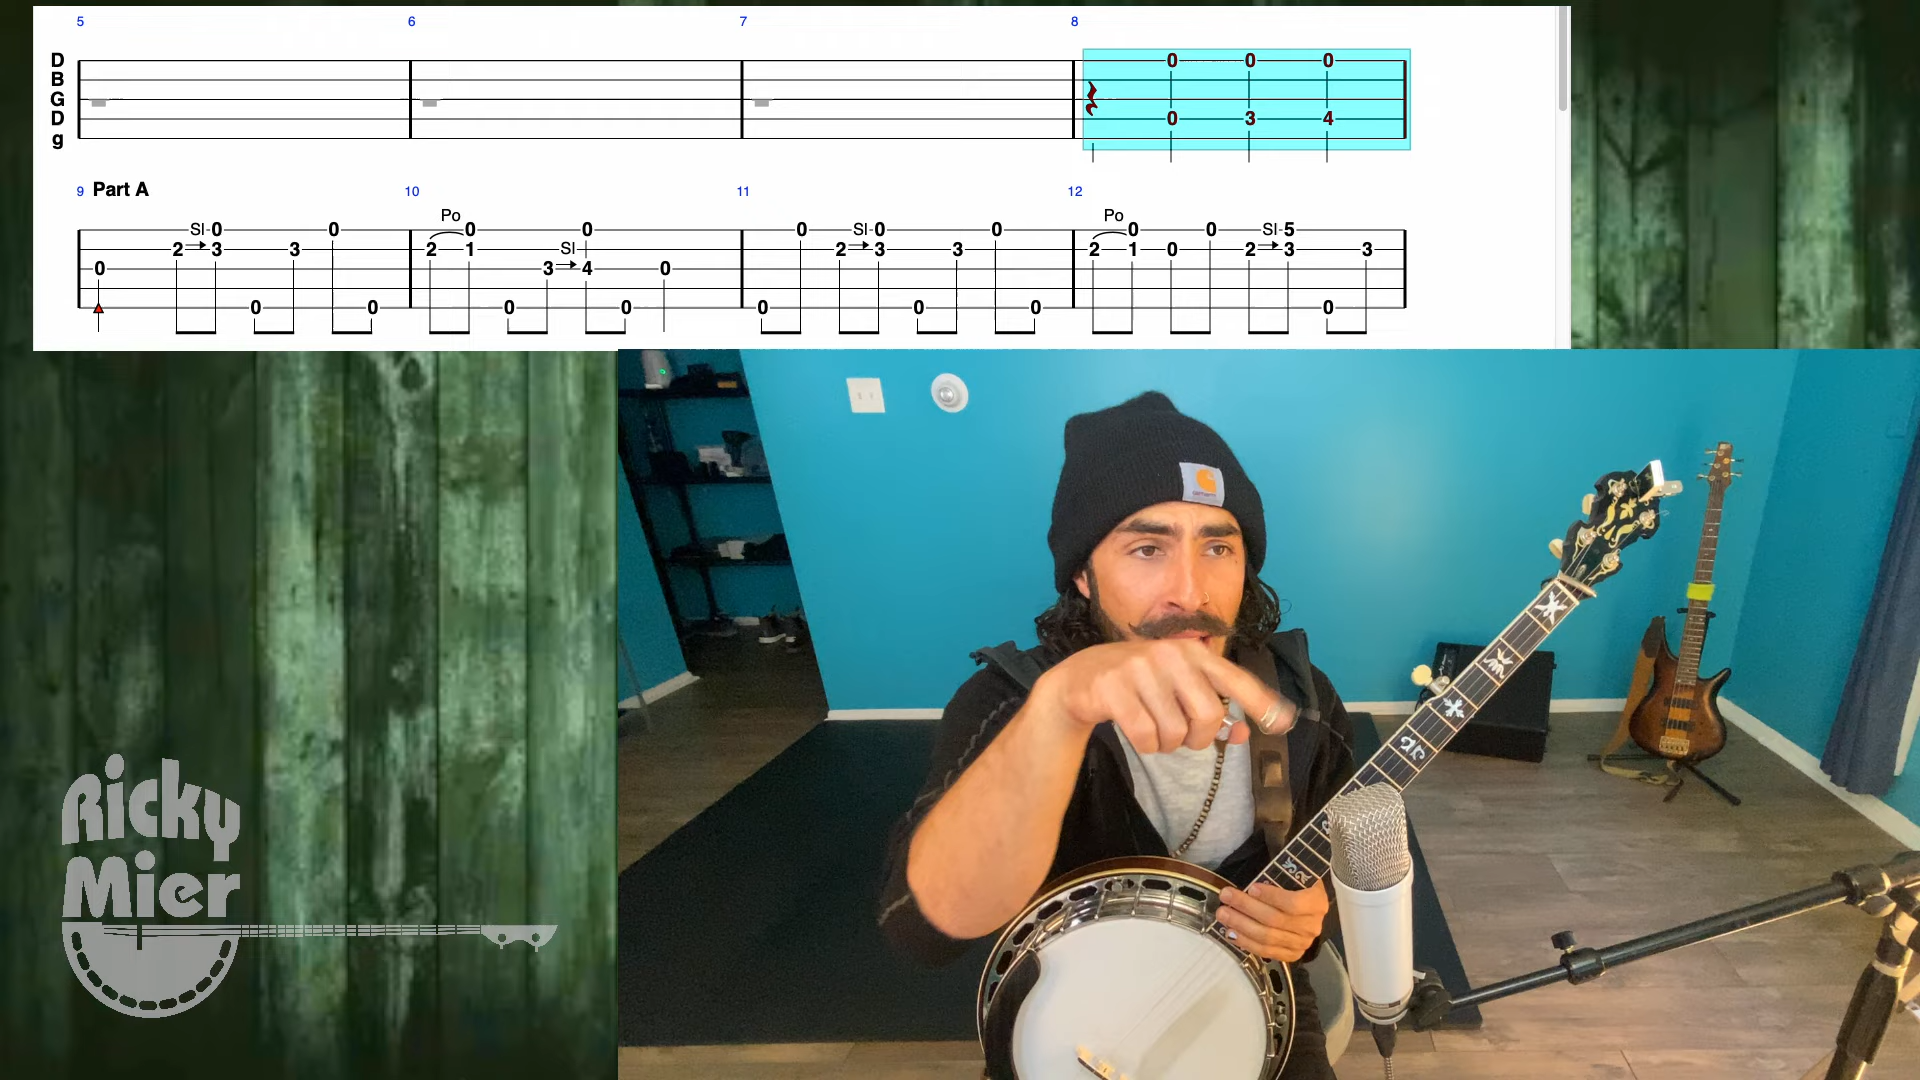 5 6 7 8
D 0 0 0
B
G
D 0 3 4
g
9 Part A 10 11 12
Po Po
Sl 0 0 0 0 0 Sl 0 0 0 0 Sl 5
2 3 3 2 1 Sl 2 3 3 2 1 0 2 3 3
0 3 4 0
0 0 0 0 0 0 0 0
Ricky
Mier